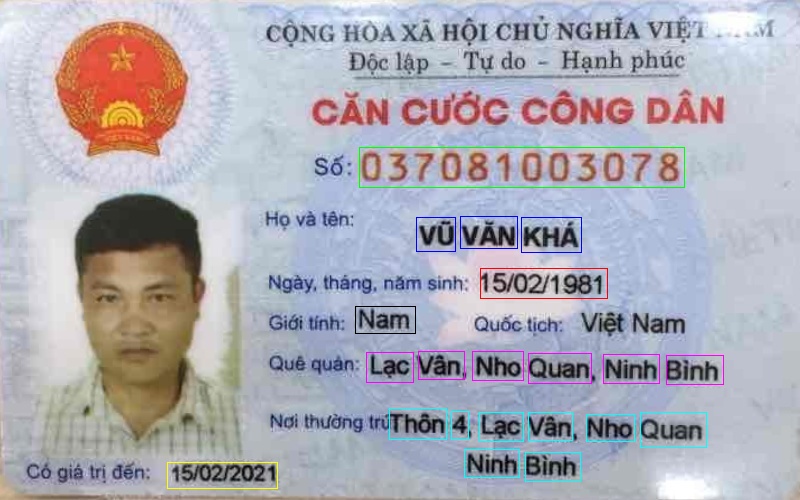 CỘNG HÒA XÃ HỘI CHỦ NGHĨA VIỆT NAM
Độc lập - Tự do - Hạnh phúc
CĂN CƯỚC CÔNG DÂN
Số: 037081003078
Họ và tên: VŨ VĂN KHÁ
Ngày, tháng, năm sinh: 15/02/1981
Giới tính: Nam Quốc tịch: Việt Nam
Quê quán: Lạc Vân, Nho Quan, Ninh Bình
Nơi thường trú: Thôn 4, Lạc Vân, Nho Quan
Ninh Bình
Có giá trị đến: 15/02/2021